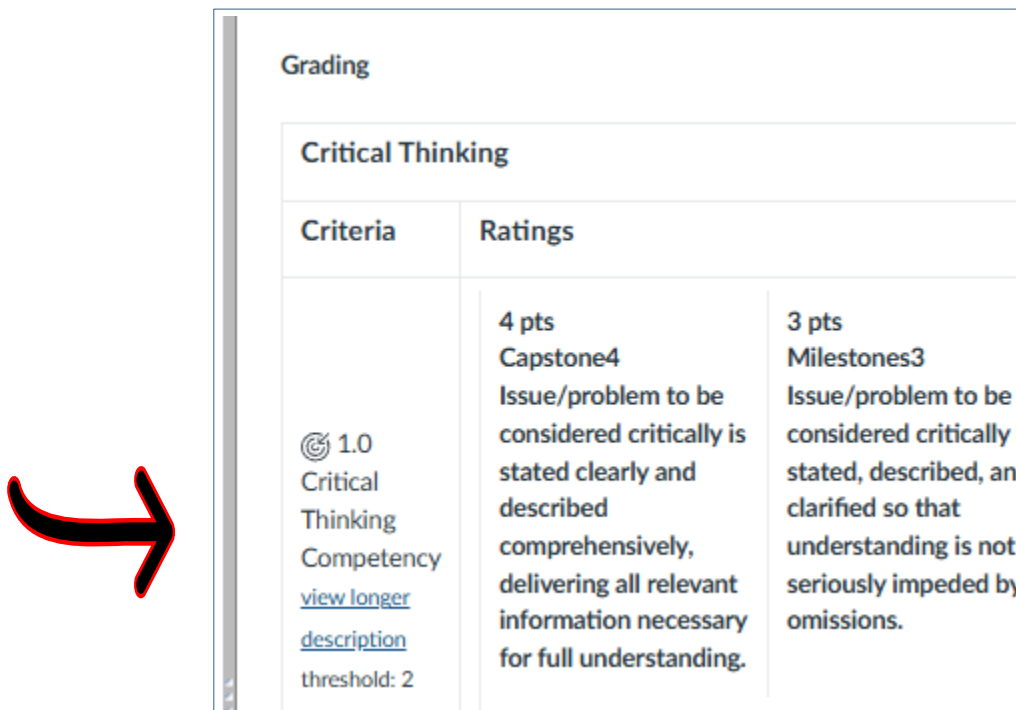 Grading
Critical Thinking
Criteria
Ratings
1.0
Critical
Thinking
Competency
view longer
description
threshold: 2
4 pts
Capstone4
Issue/problem to be
considered critically is
stated clearly and
described
comprehensively,
delivering all relevant
information necessary
for full understanding.
3 pts
Milestones3
Issue/problem to be
considered critically
stated, described, an
clarified so that
understanding is not
seriously impeded by
omissions.